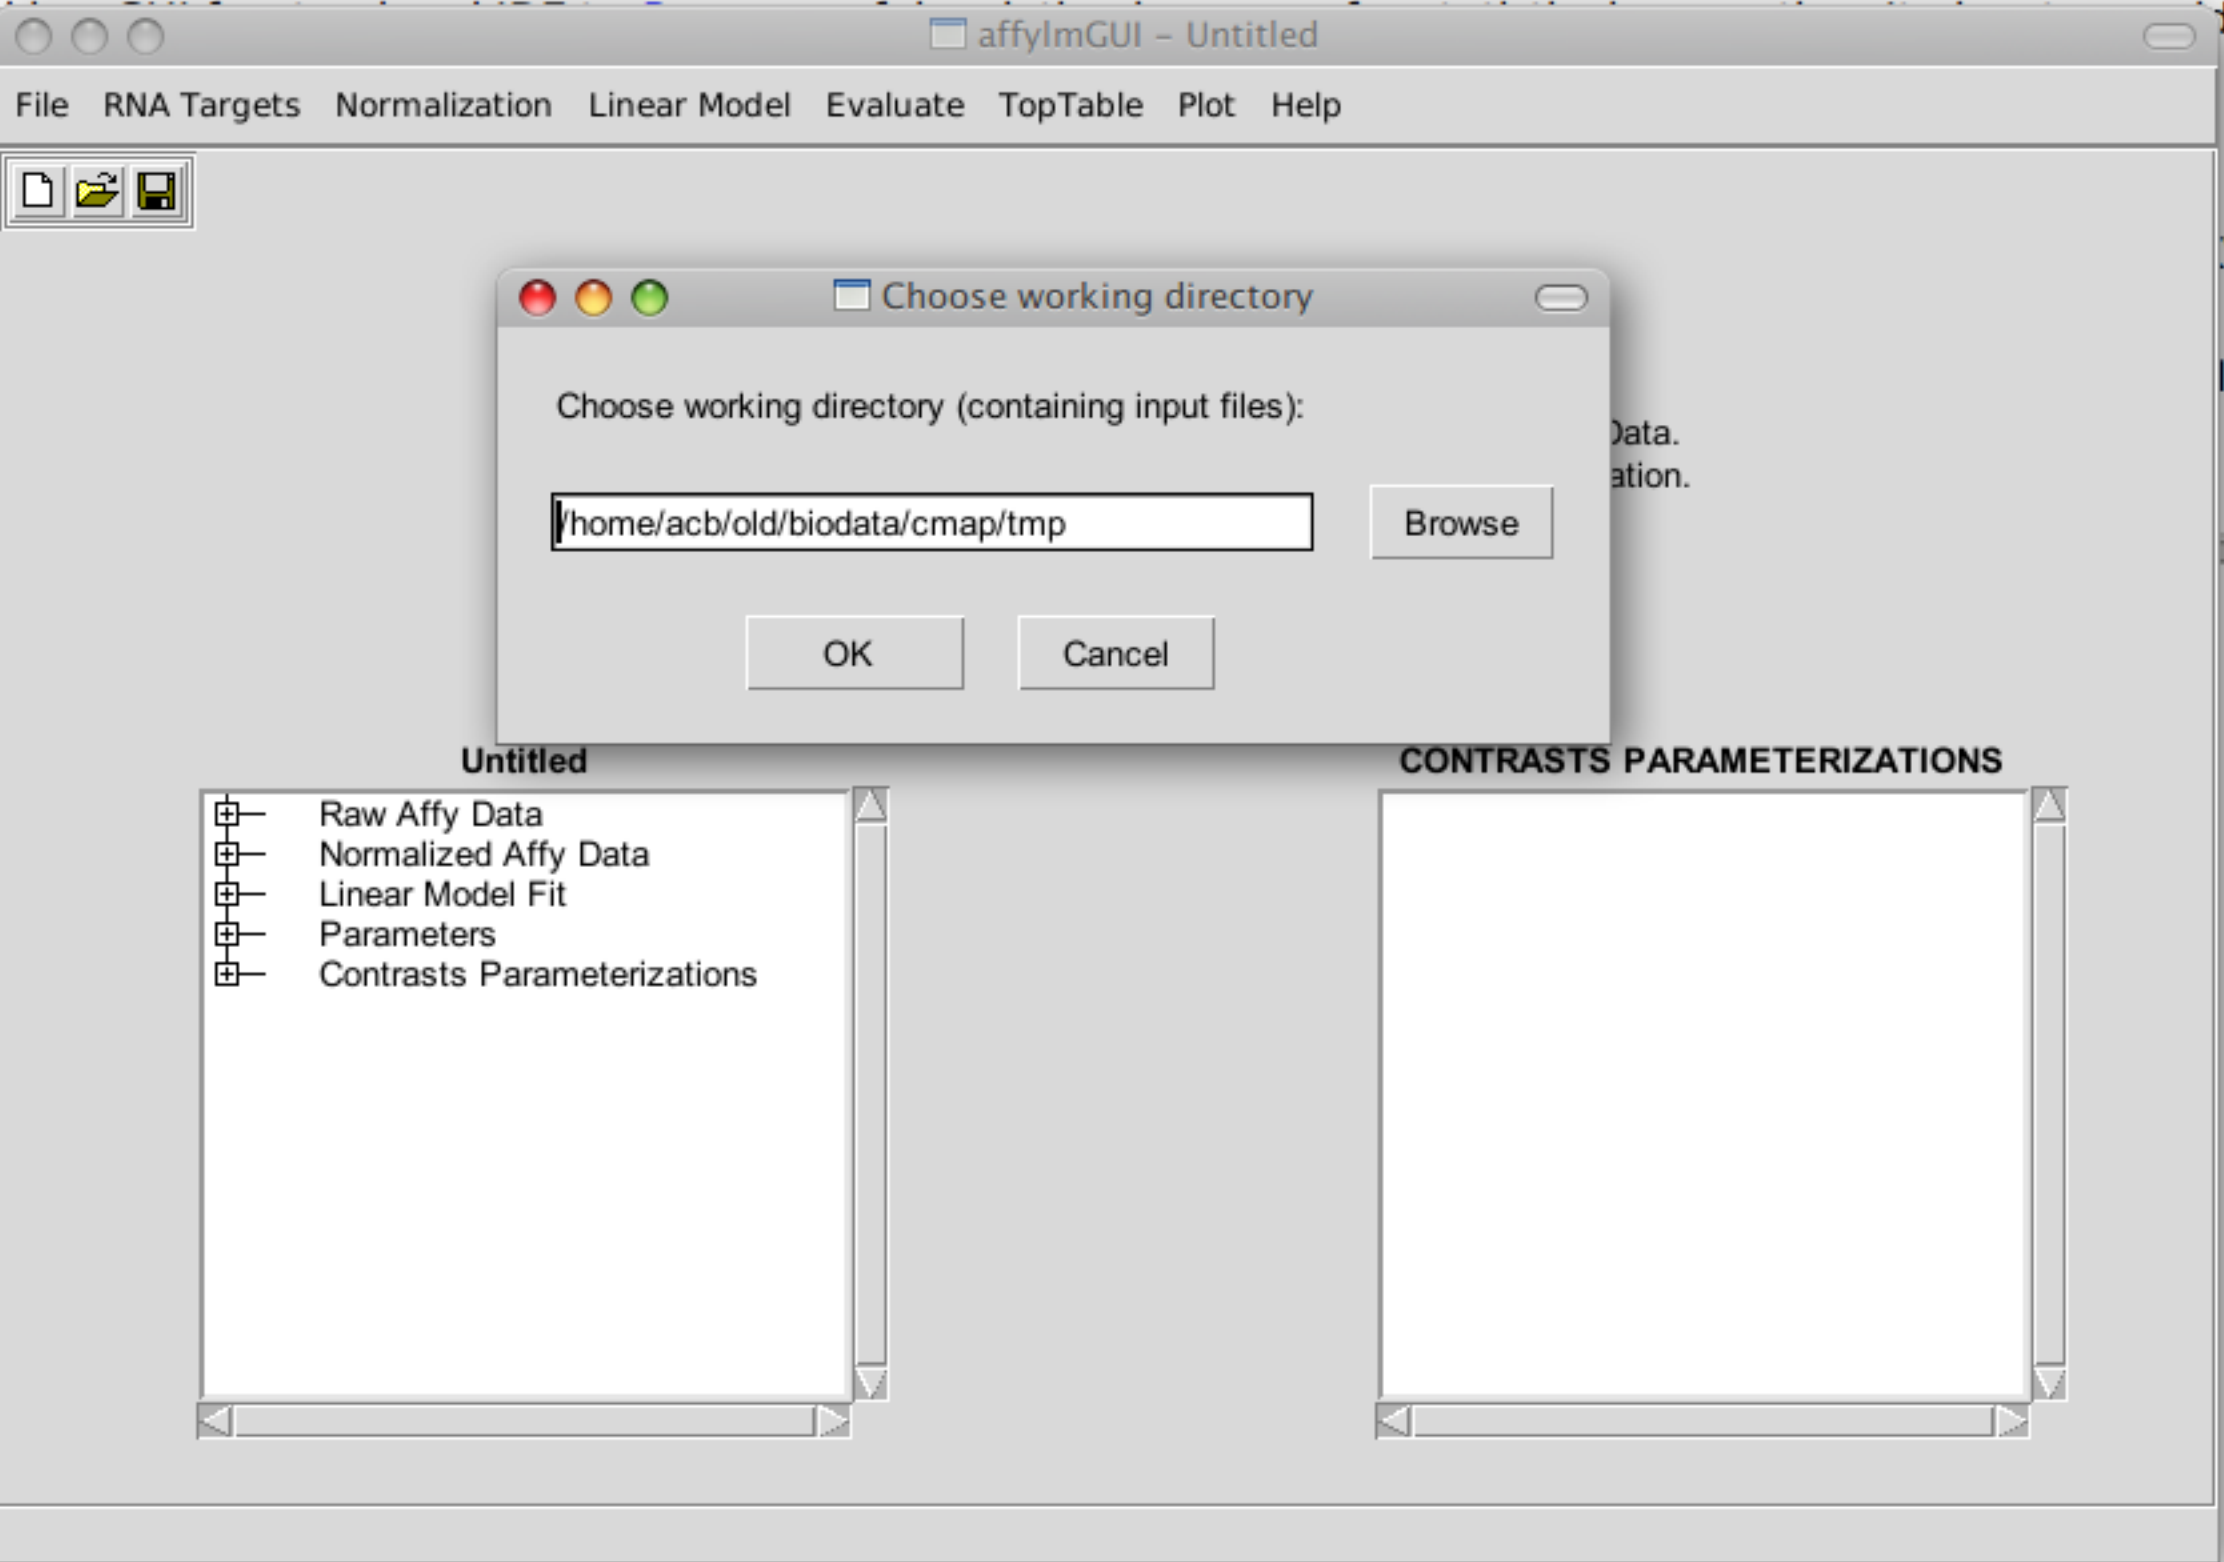 affylmGUI – Untitled
File RNA Targets Normalization Linear Model Evaluate TopTable Plot Help
Choose working directory
Choose working directory (containing input files):
Data.
ation.
/home/acb/old/biodata/cmap/tmp
Browse
OK Cancel
Untitled
CONTRASTS PARAMETERIZATIONS
Raw Affy Data
Normalized Affy Data
Linear Model Fit
Parameters
Contrasts Parameterizations